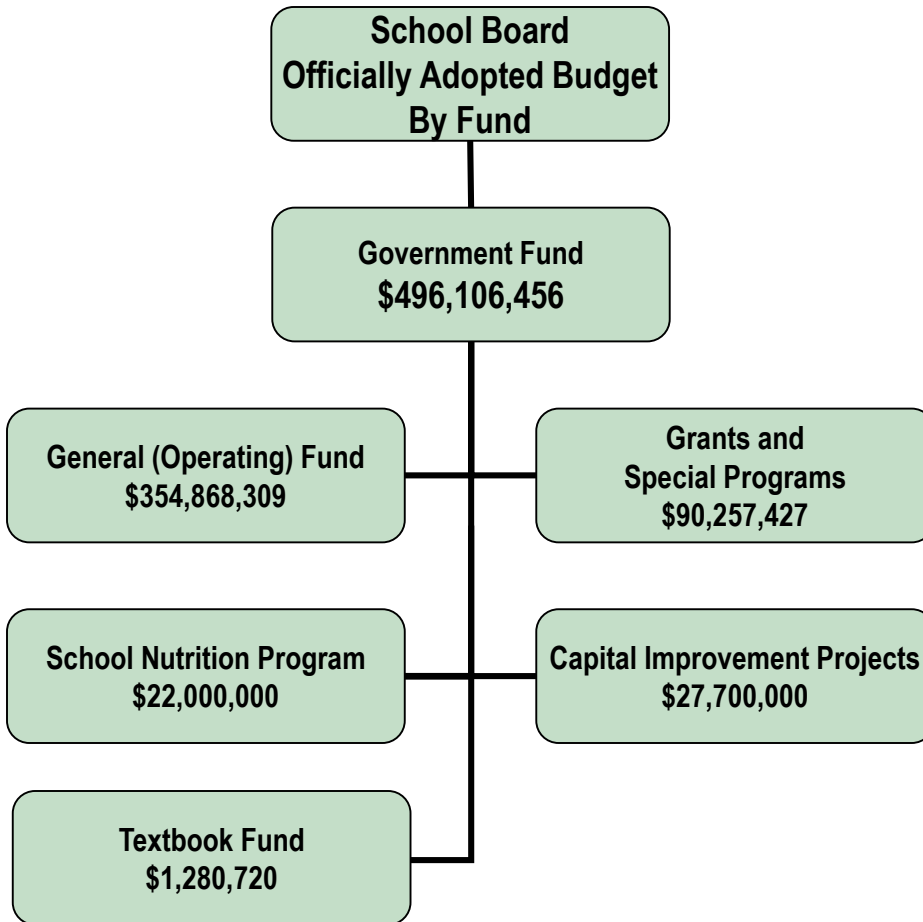 School Board
Officially Adopted Budget
By Fund
Government Fund
$496,106,456
General (Operating) Fund
$354,868,309
Grants and
Special Programs
$90,257,427
School Nutrition Program
$22,000,000
Capital Improvement Projects
$27,700,000
Textbook Fund
$1,280,720